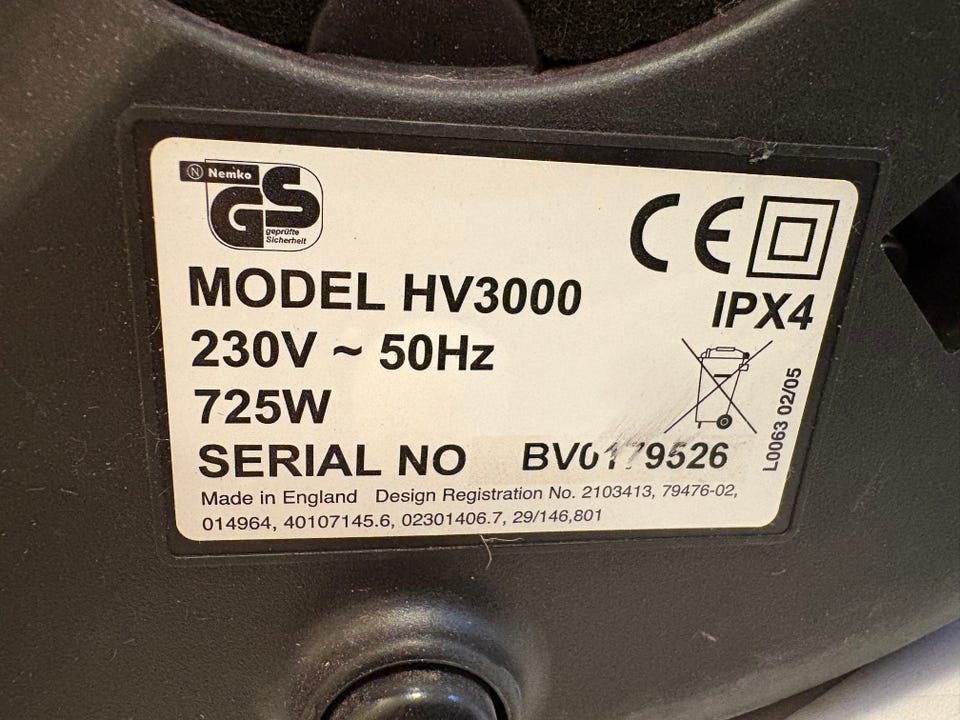 N Nemko
GS
geprüfte
Sicherheit
CE
MODEL HV3000
IPX4
230V ~ 50Hz
725W
SERIAL NO BV0179526
L0063 02/05
Made in England Design Registration No. 2103413, 79476-02,
014964, 40107145.6, 02301406.7, 29/146,801